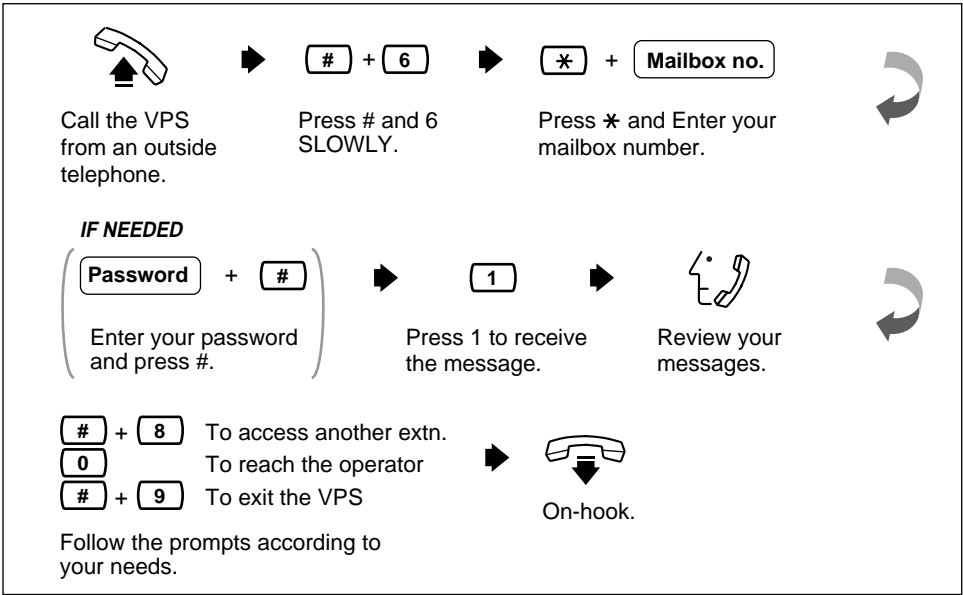 # + 6
✱ + Mailbox no.
Call the VPS
from an outside
telephone.
Press # and 6
SLOWLY.
Press ✱ and Enter your
mailbox number.
IF NEEDED
Password + #
1
Enter your password
and press #.
Press 1 to receive
the message.
Review your
messages.
# + 8 To access another extn.
0 To reach the operator
# + 9 To exit the VPS
On-hook.
Follow the prompts according to
your needs.